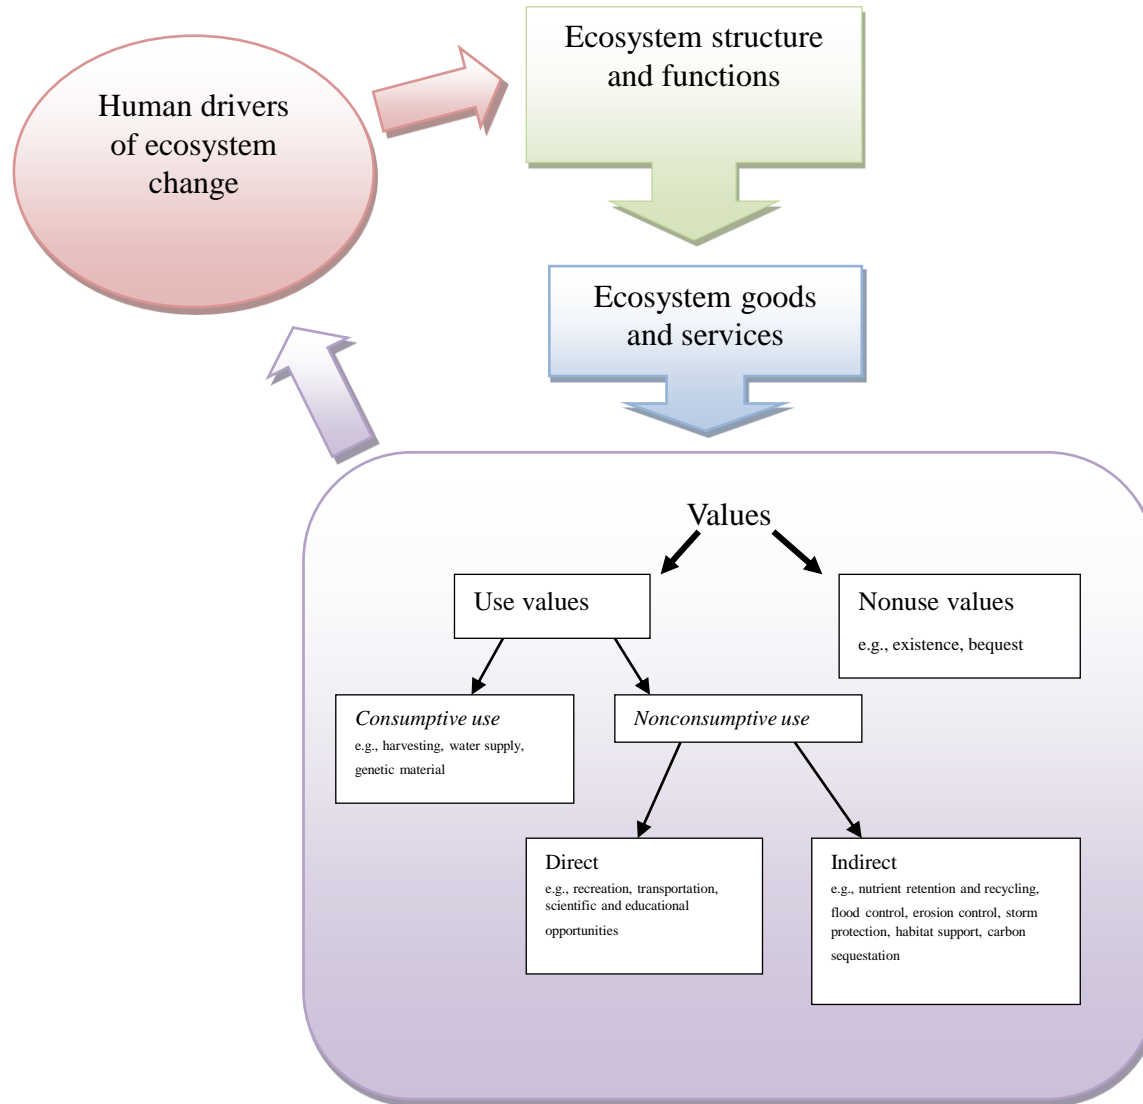 Human drivers
of ecosystem
change
Ecosystem structure
and functions
Ecosystem goods
and services
Values
Use values
Nonuse values
e.g., existence, bequest
Consumptive use
e.g., harvesting, water supply,
genetic material
Nonconsumptive use
Direct
e.g., recreation, transportation,
scientific and educational
opportunities
Indirect
e.g., nutrient retention and recycling,
flood control, erosion control, storm
protection, habitat support, carbon
sequestation